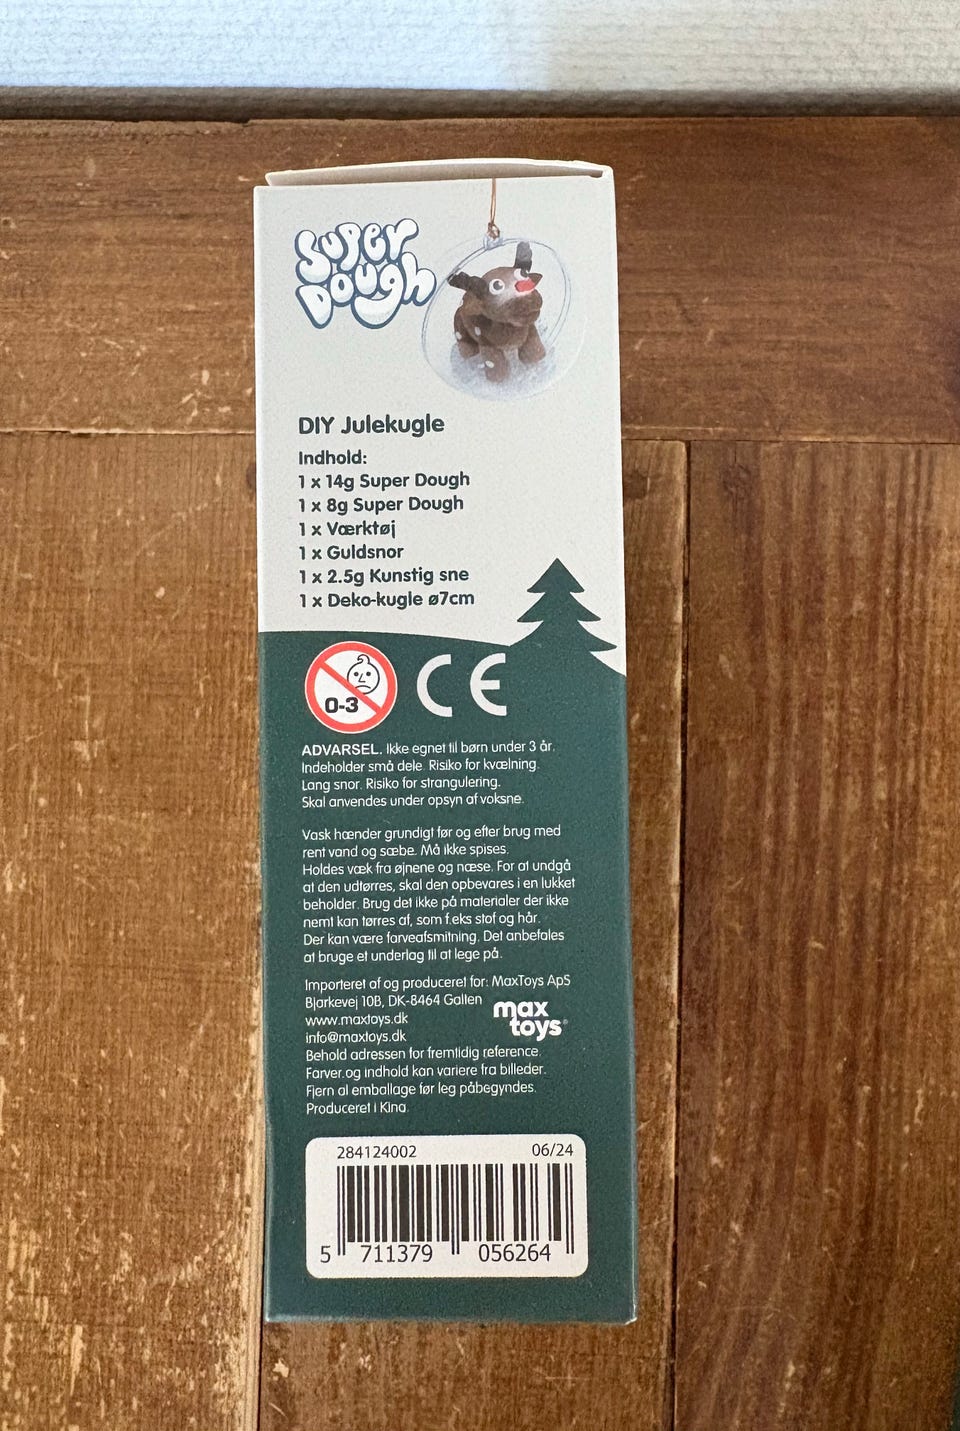 Super
Dough
DIY Julekugle
Indhold:
1 x 14g Super Dough
1 x 8g Super Dough
1 x Værktøj
1 x Guldsnor
1 x 2.5g Kunstig sne
1 x Deko-kugle ø7cm
0-3
CE
ADVARSEL. Ikke egnet til børn under 3 år.
Indeholder små dele. Risiko for kvælning.
Lang snor. Risiko for strangulering.
Skal anvendes under opsyn af voksne.
Vask hænder grundigt før og efter brug med
rent vand og sæbe. Må ikke spises.
Holdes væk fra øjnene og næse. For at undgå
at den udtørres, skal den opbevares i en lukket
beholder. Brug det ikke på materialer der ikke
nemt kan tørres af, som f.eks stof og hår.
Der kan være farveafsmitning. Det anbefales
at bruge et underlag til at lege på.
Importeret af og produceret for: MaxToys ApS
Bjarkevej 10B, DK-8464 Galten
www.maxtoys.dk
info@maxtoys.dk
max
toys®
Behold adressen for fremtidig reference.
Farver og indhold kan variere fra billeder.
Fjern al emballage før leg påbegyndes.
Produceret i Kina.
284124002 06/24
5 711379 056264